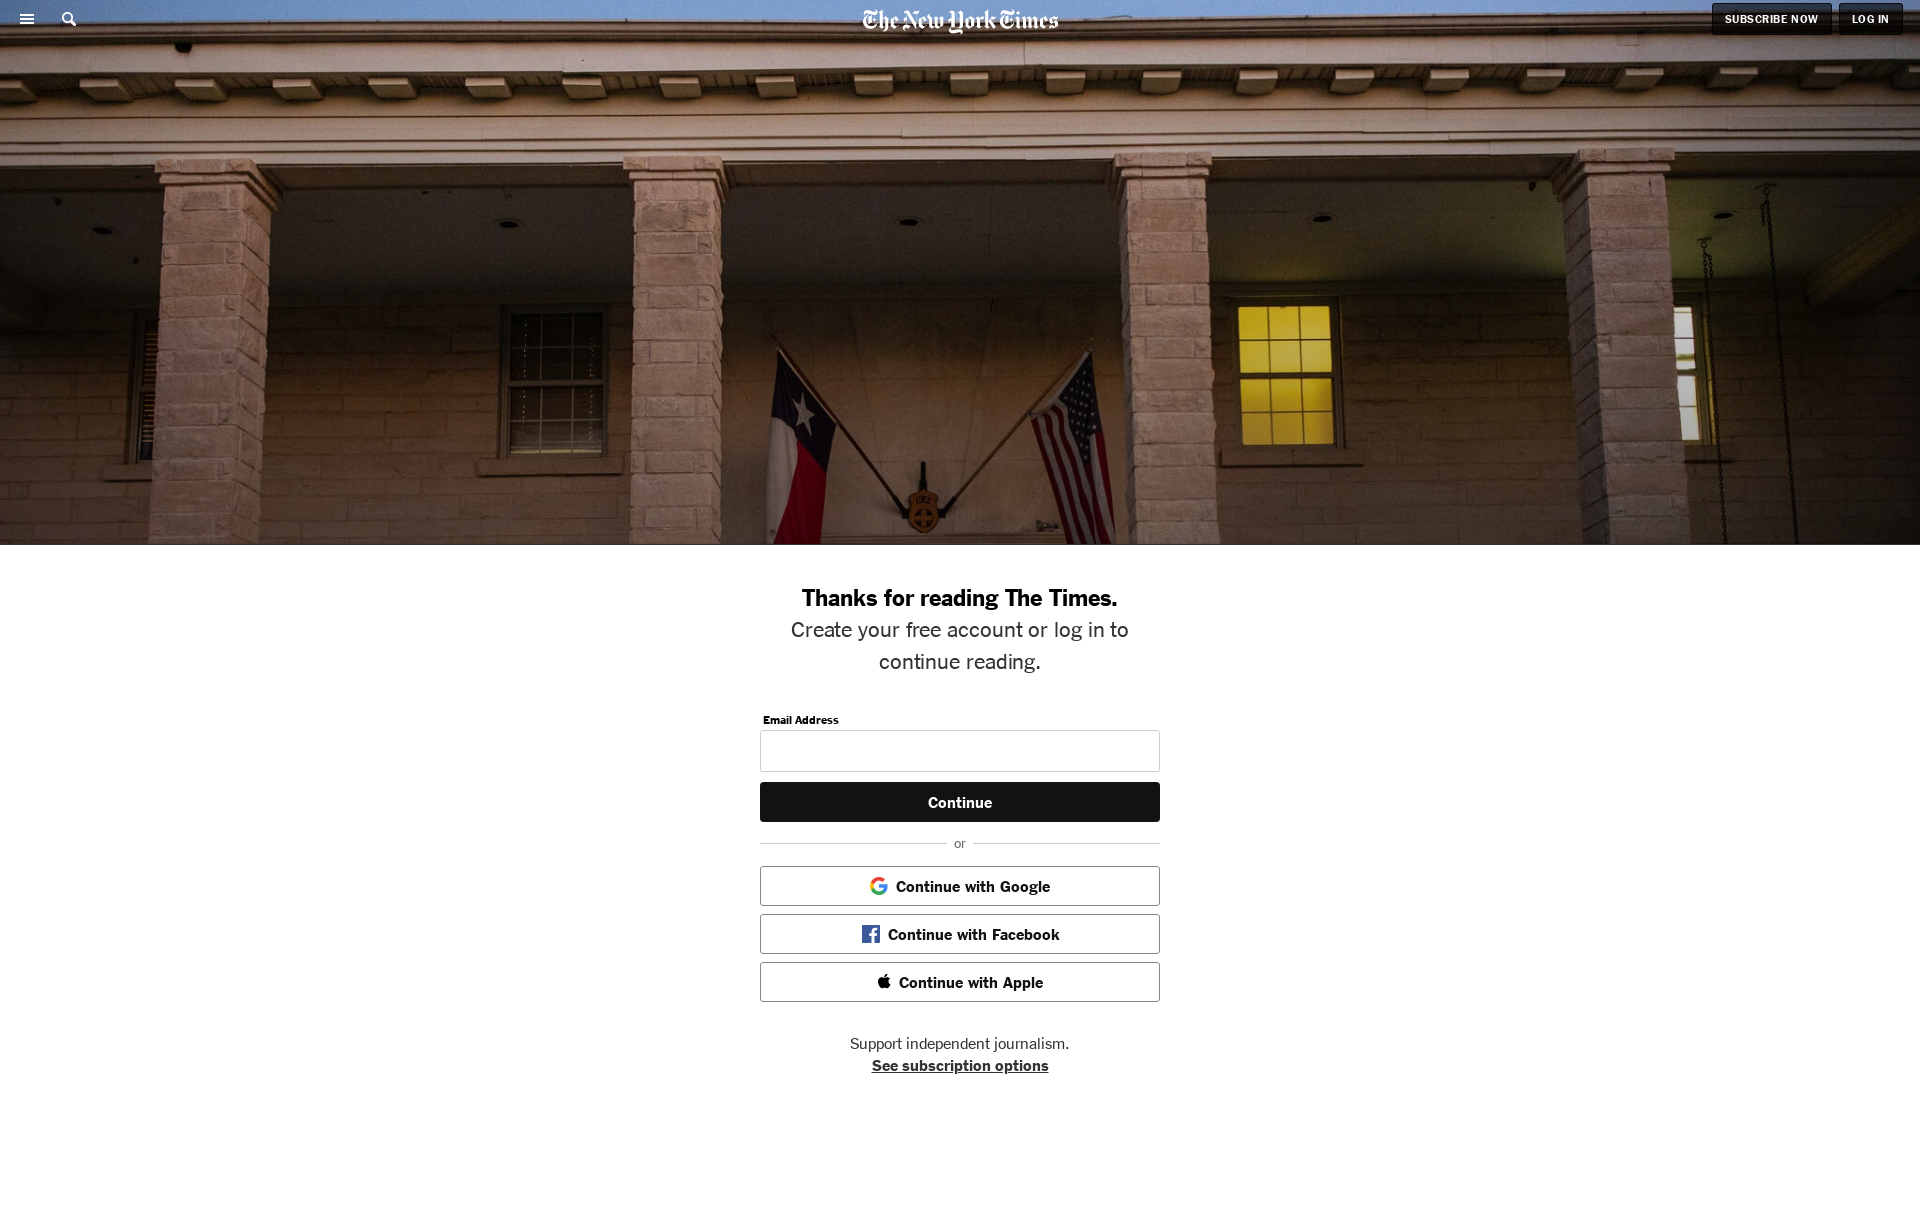 The New York Times
SUBSCRIBE NOW
LOG IN
Thanks for reading The Times.
Create your free account or log in to
continue reading.
Email Address
Continue
or
Continue with Google
Continue with Facebook
Continue with Apple
Support independent journalism.
See subscription options